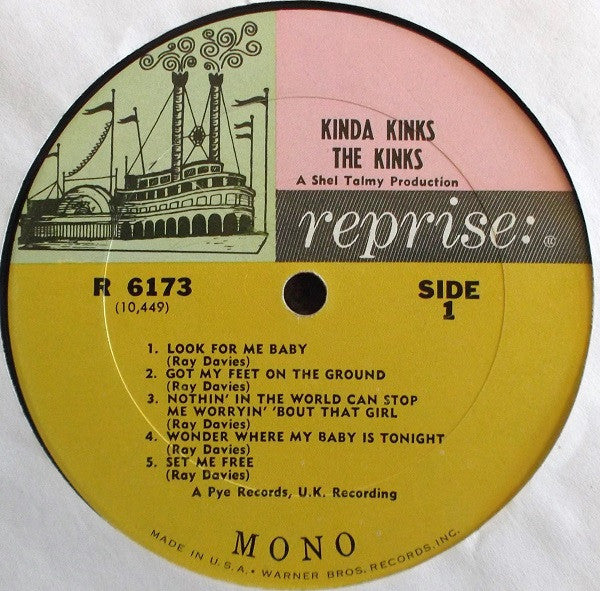 KINDA KINKS
THE KINKS
A Shel Talmy Production
reprise:®
R 6173
(10,449)
SIDE
1
1. LOOK FOR ME BABY
(Ray Davies)
2. GOT MY FEET ON THE GROUND
(Ray Davies)
3. NOTHIN' IN THE WORLD CAN STOP
ME WORRYIN' 'BOUT THAT GIRL
(Ray Davies)
4. WONDER WHERE MY BABY IS TONIGHT
(Ray Davies)
5. SET ME FREE
(Ray Davies)
A Pye Records, U.K. Recording
MONO
MADE IN U.S.A. • WARNER BROS. RECORDS, INC.